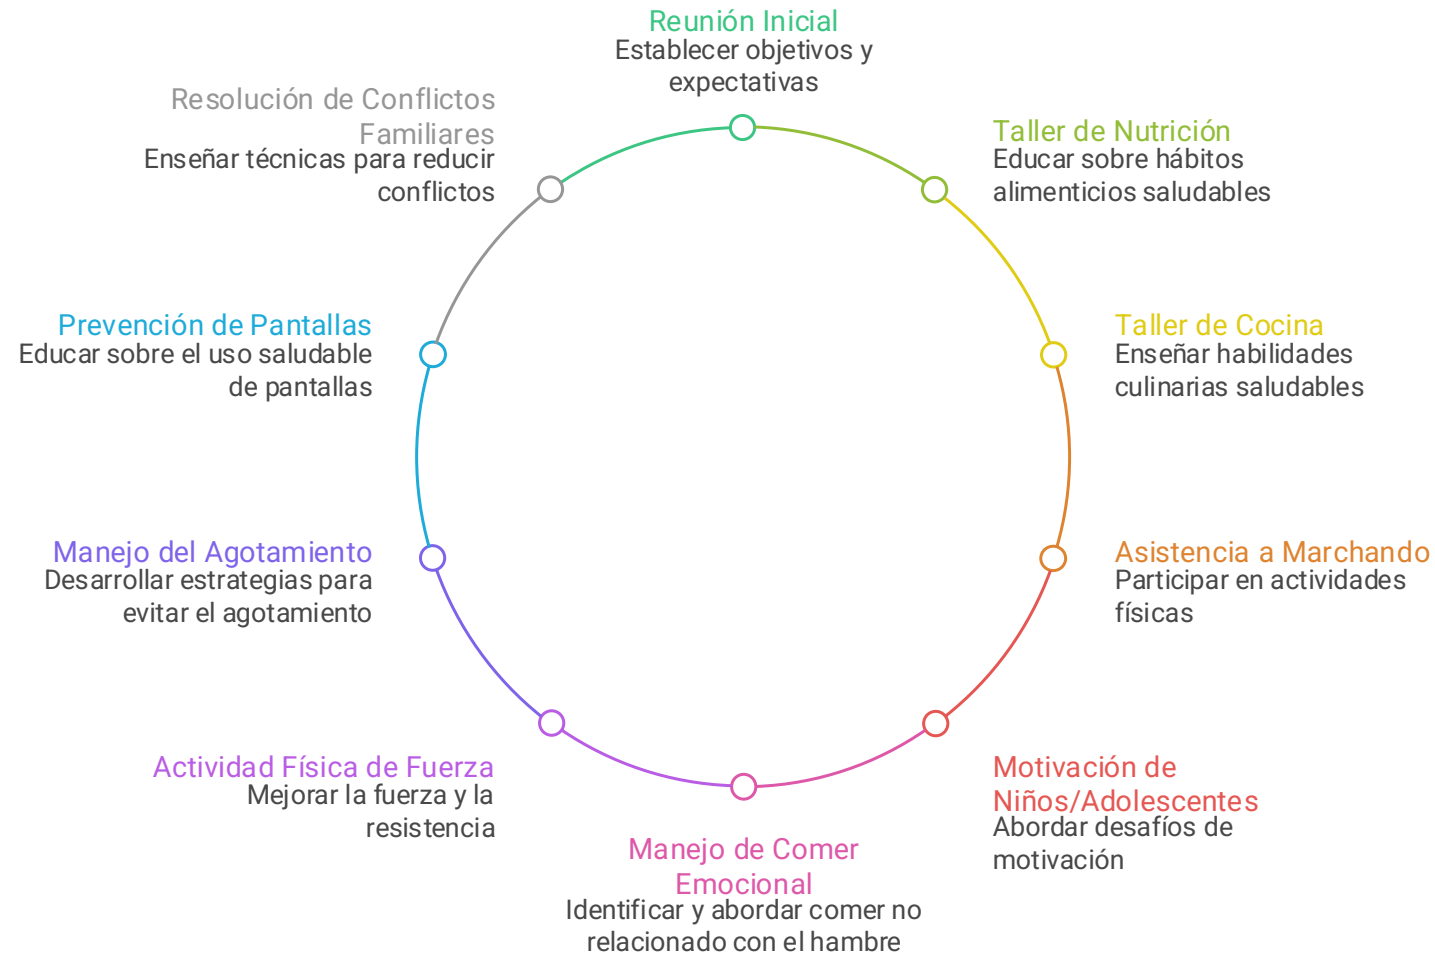 Reunión Inicial
Establecer objetivos y
expectativas
Taller de Nutrición
Educar sobre hábitos
alimenticios saludables
Taller de Cocina
Enseñar habilidades
culinarias saludables
Asistencia a Marchando
Participar en actividades
físicas
Motivación de
Niños/Adolescentes
Abordar desafíos de
motivación
Manejo de Comer
Emocional
Identificar y abordar comer no
relacionado con el hambre
Actividad Física de Fuerza
Mejorar la fuerza y la
resistencia
Manejo del Agotamiento
Desarrollar estrategias para
evitar el agotamiento
Prevención de Pantallas
Educar sobre el uso saludable
de pantallas
Resolución de Conflictos
Familiares
Enseñar técnicas para reducir
conflictos